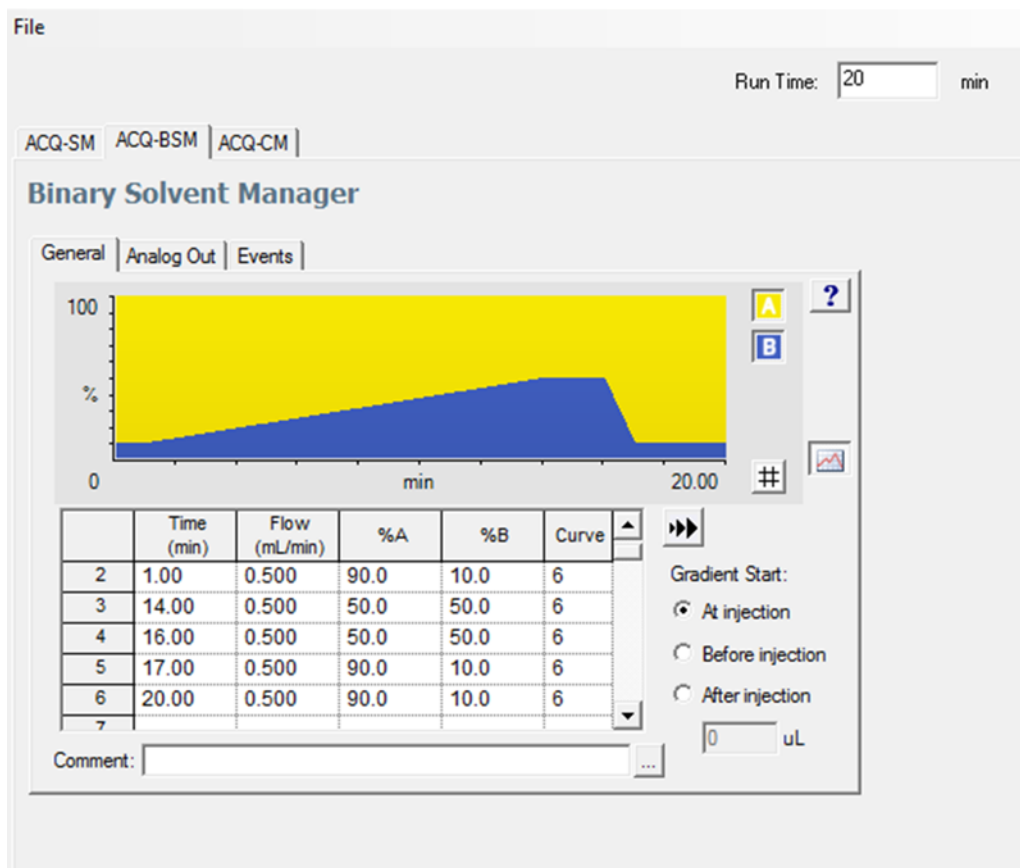 File
Run Time: 20 min
ACQ-SM ACQ-BSM ACQ-CM
Binary Solvent Manager
General Analog Out Events
100
A
?
B
%
0 min 20.00 #
Time (min) Flow (mL/min) %A %B Curve
2 1.00 0.500 90.0 10.0 6
3 14.00 0.500 50.0 50.0 6
4 16.00 0.500 50.0 50.0 6
5 17.00 0.500 90.0 10.0 6
6 20.00 0.500 90.0 10.0 6
7
Gradient Start:
At injection
Before injection
After injection
0 uL
Comment: ...